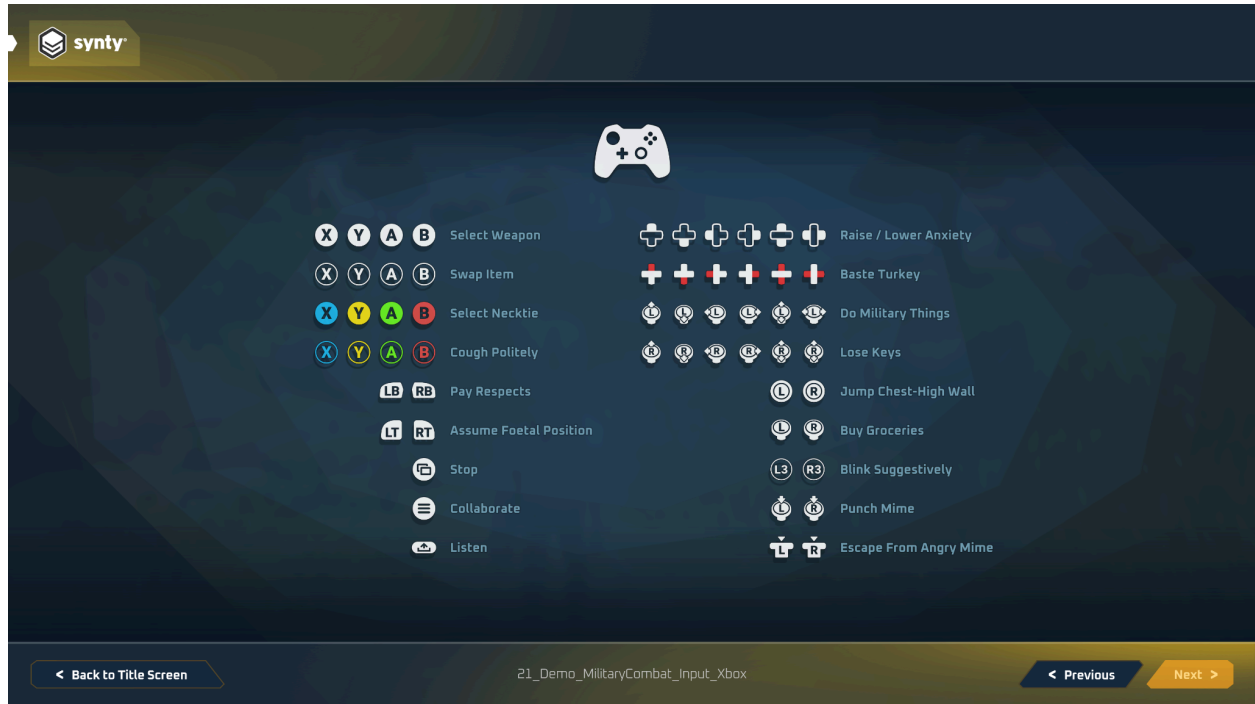 synty
X Y A B Select Weapon
X Y A B Swap Item
X Y A B Select Necktie
X Y A B Cough Politely
LB RB Pay Respects
LT RT Assume Foetal Position
Stop
Collaborate
Listen
Raise / Lower Anxiety
Baste Turkey
L L L L L L Do Military Things
R R R R R R Lose Keys
L R Jump Chest-High Wall
L R Buy Groceries
L3 R3 Blink Suggestively
L R Punch Mime
L R Escape From Angry Mime
< Back to Title Screen
21_Demo_MilitaryCombat_Input_Xbox
< Previous
Next >